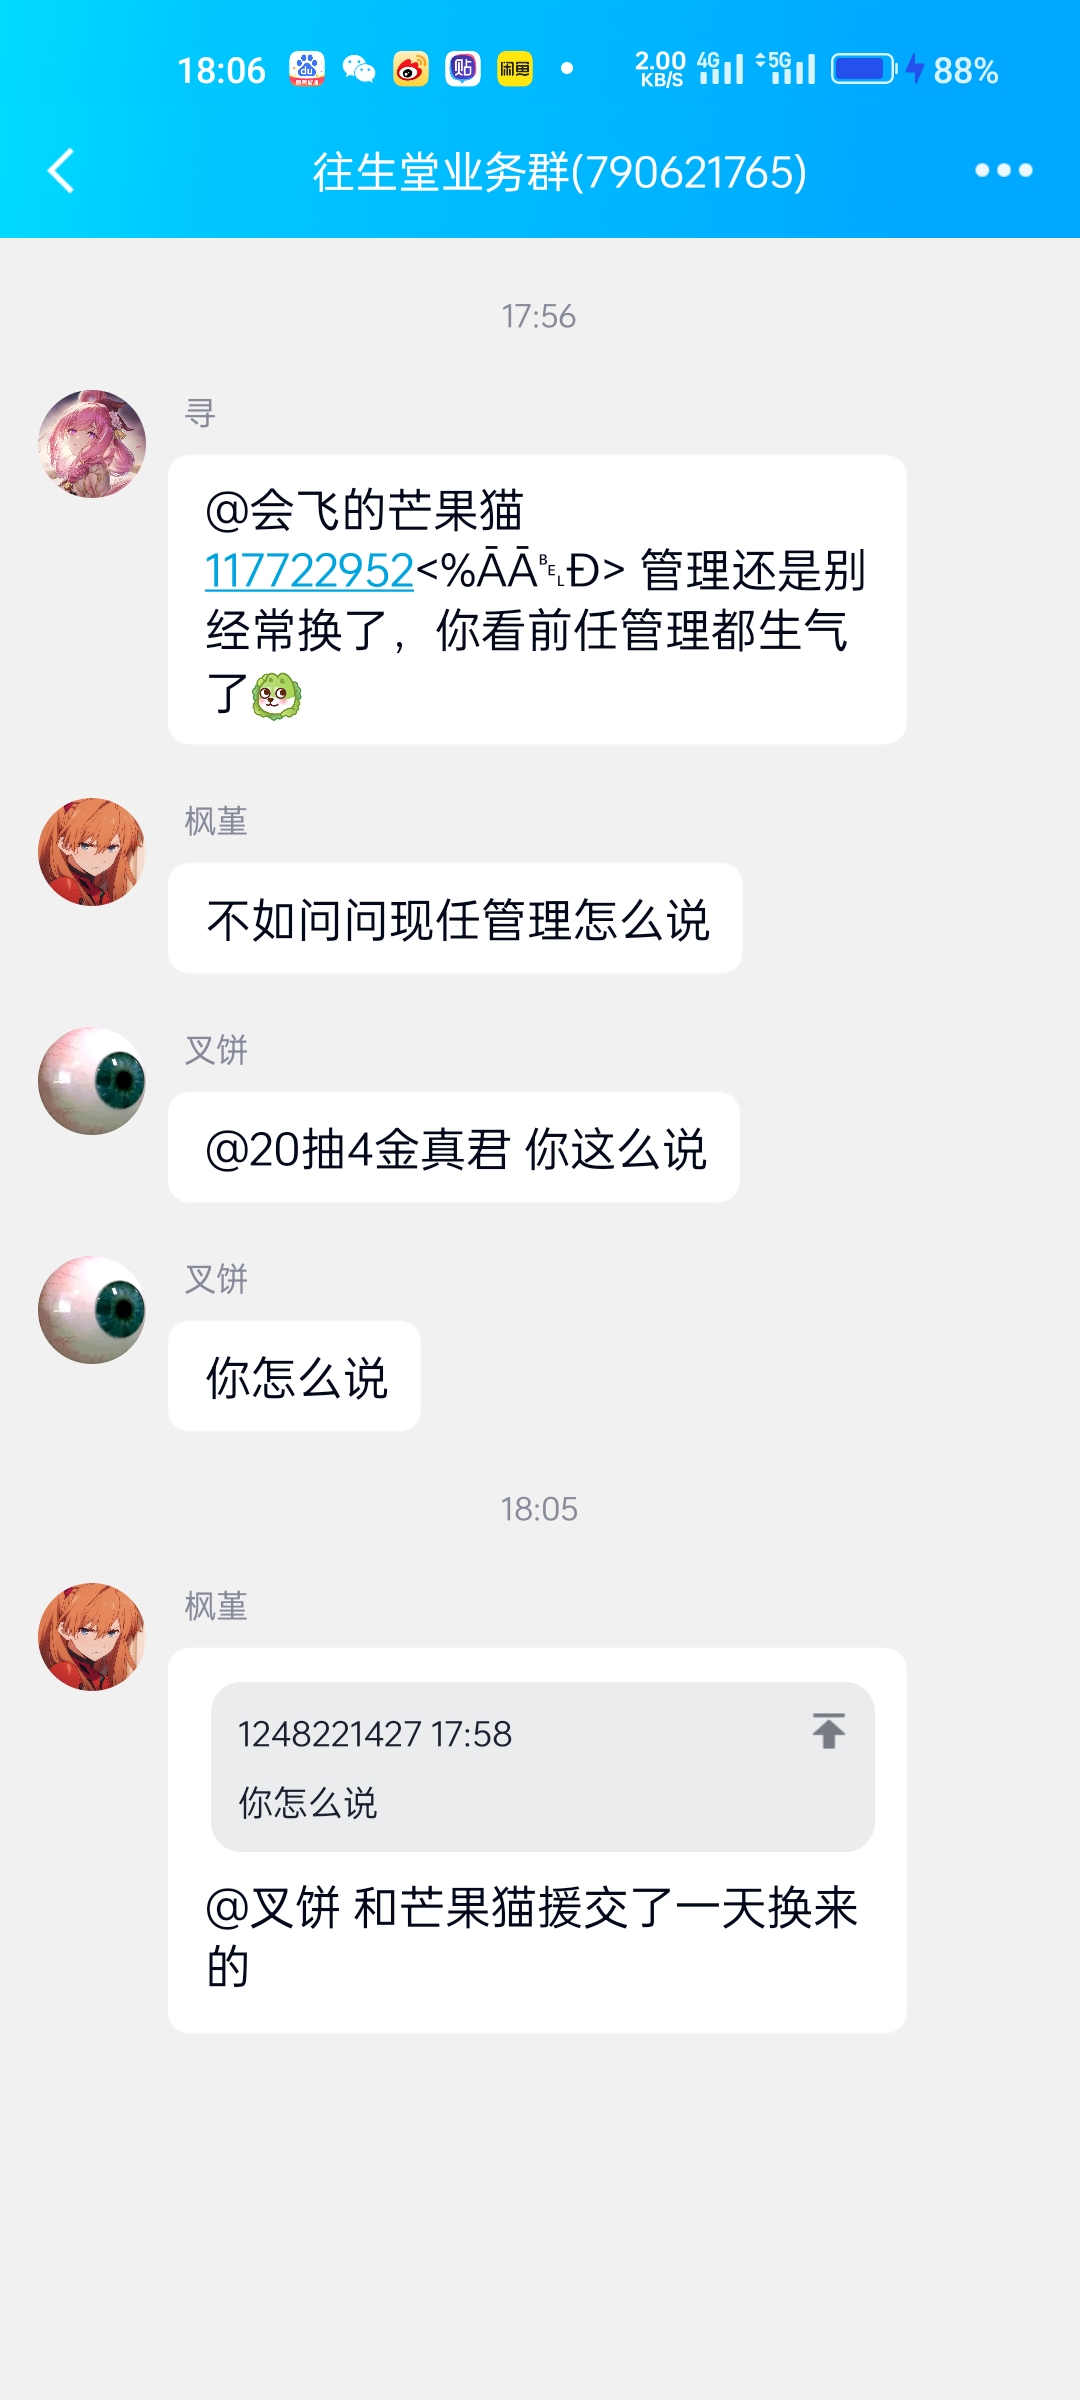 18:06
du
贴
闲鱼
2.00 KB/S
4G
5G
88%
往生堂业务群(790621765)
17:56
寻
@会飞的芒果猫
117722952<%ĀĀ␇Đ> 管理还是别
经常换了，你看前任管理都生气
了
枫堇
不如问问现任管理怎么说
叉饼
@20抽4金真君 你这么说
叉饼
你怎么说
18:05
枫堇
1248221427 17:58
你怎么说
@叉饼 和芒果猫援交了一天换来
的